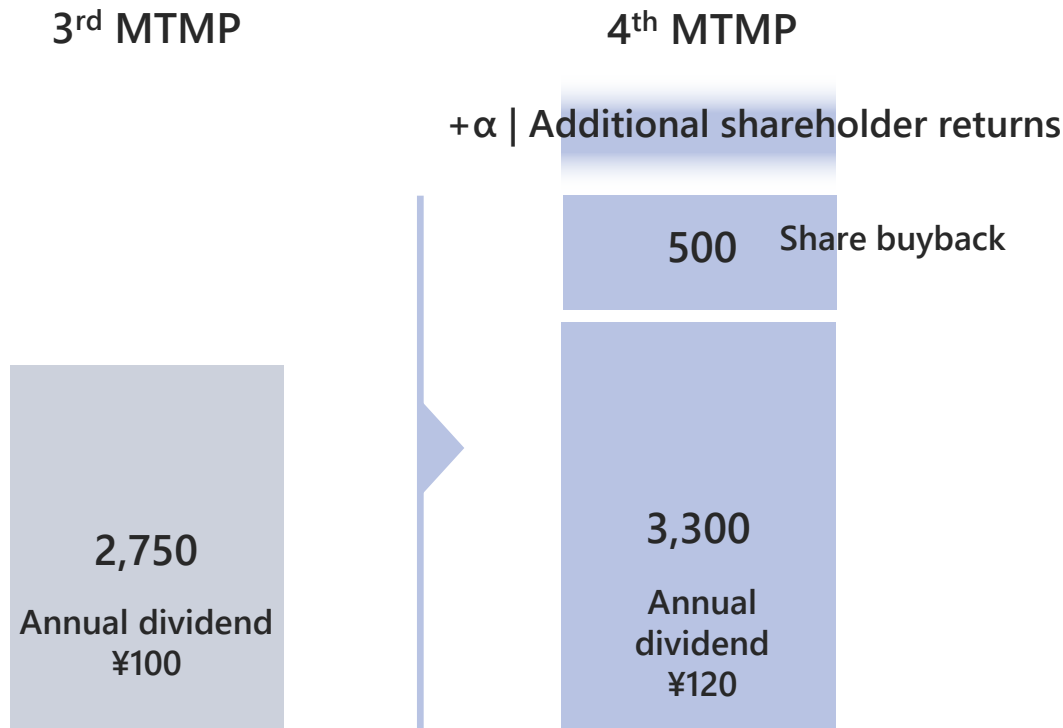 3rd MTMP
4th MTMP
+α | Additional shareholder returns
500
Share buyback
2,750
Annual dividend
¥100
3,300
Annual
dividend
¥120